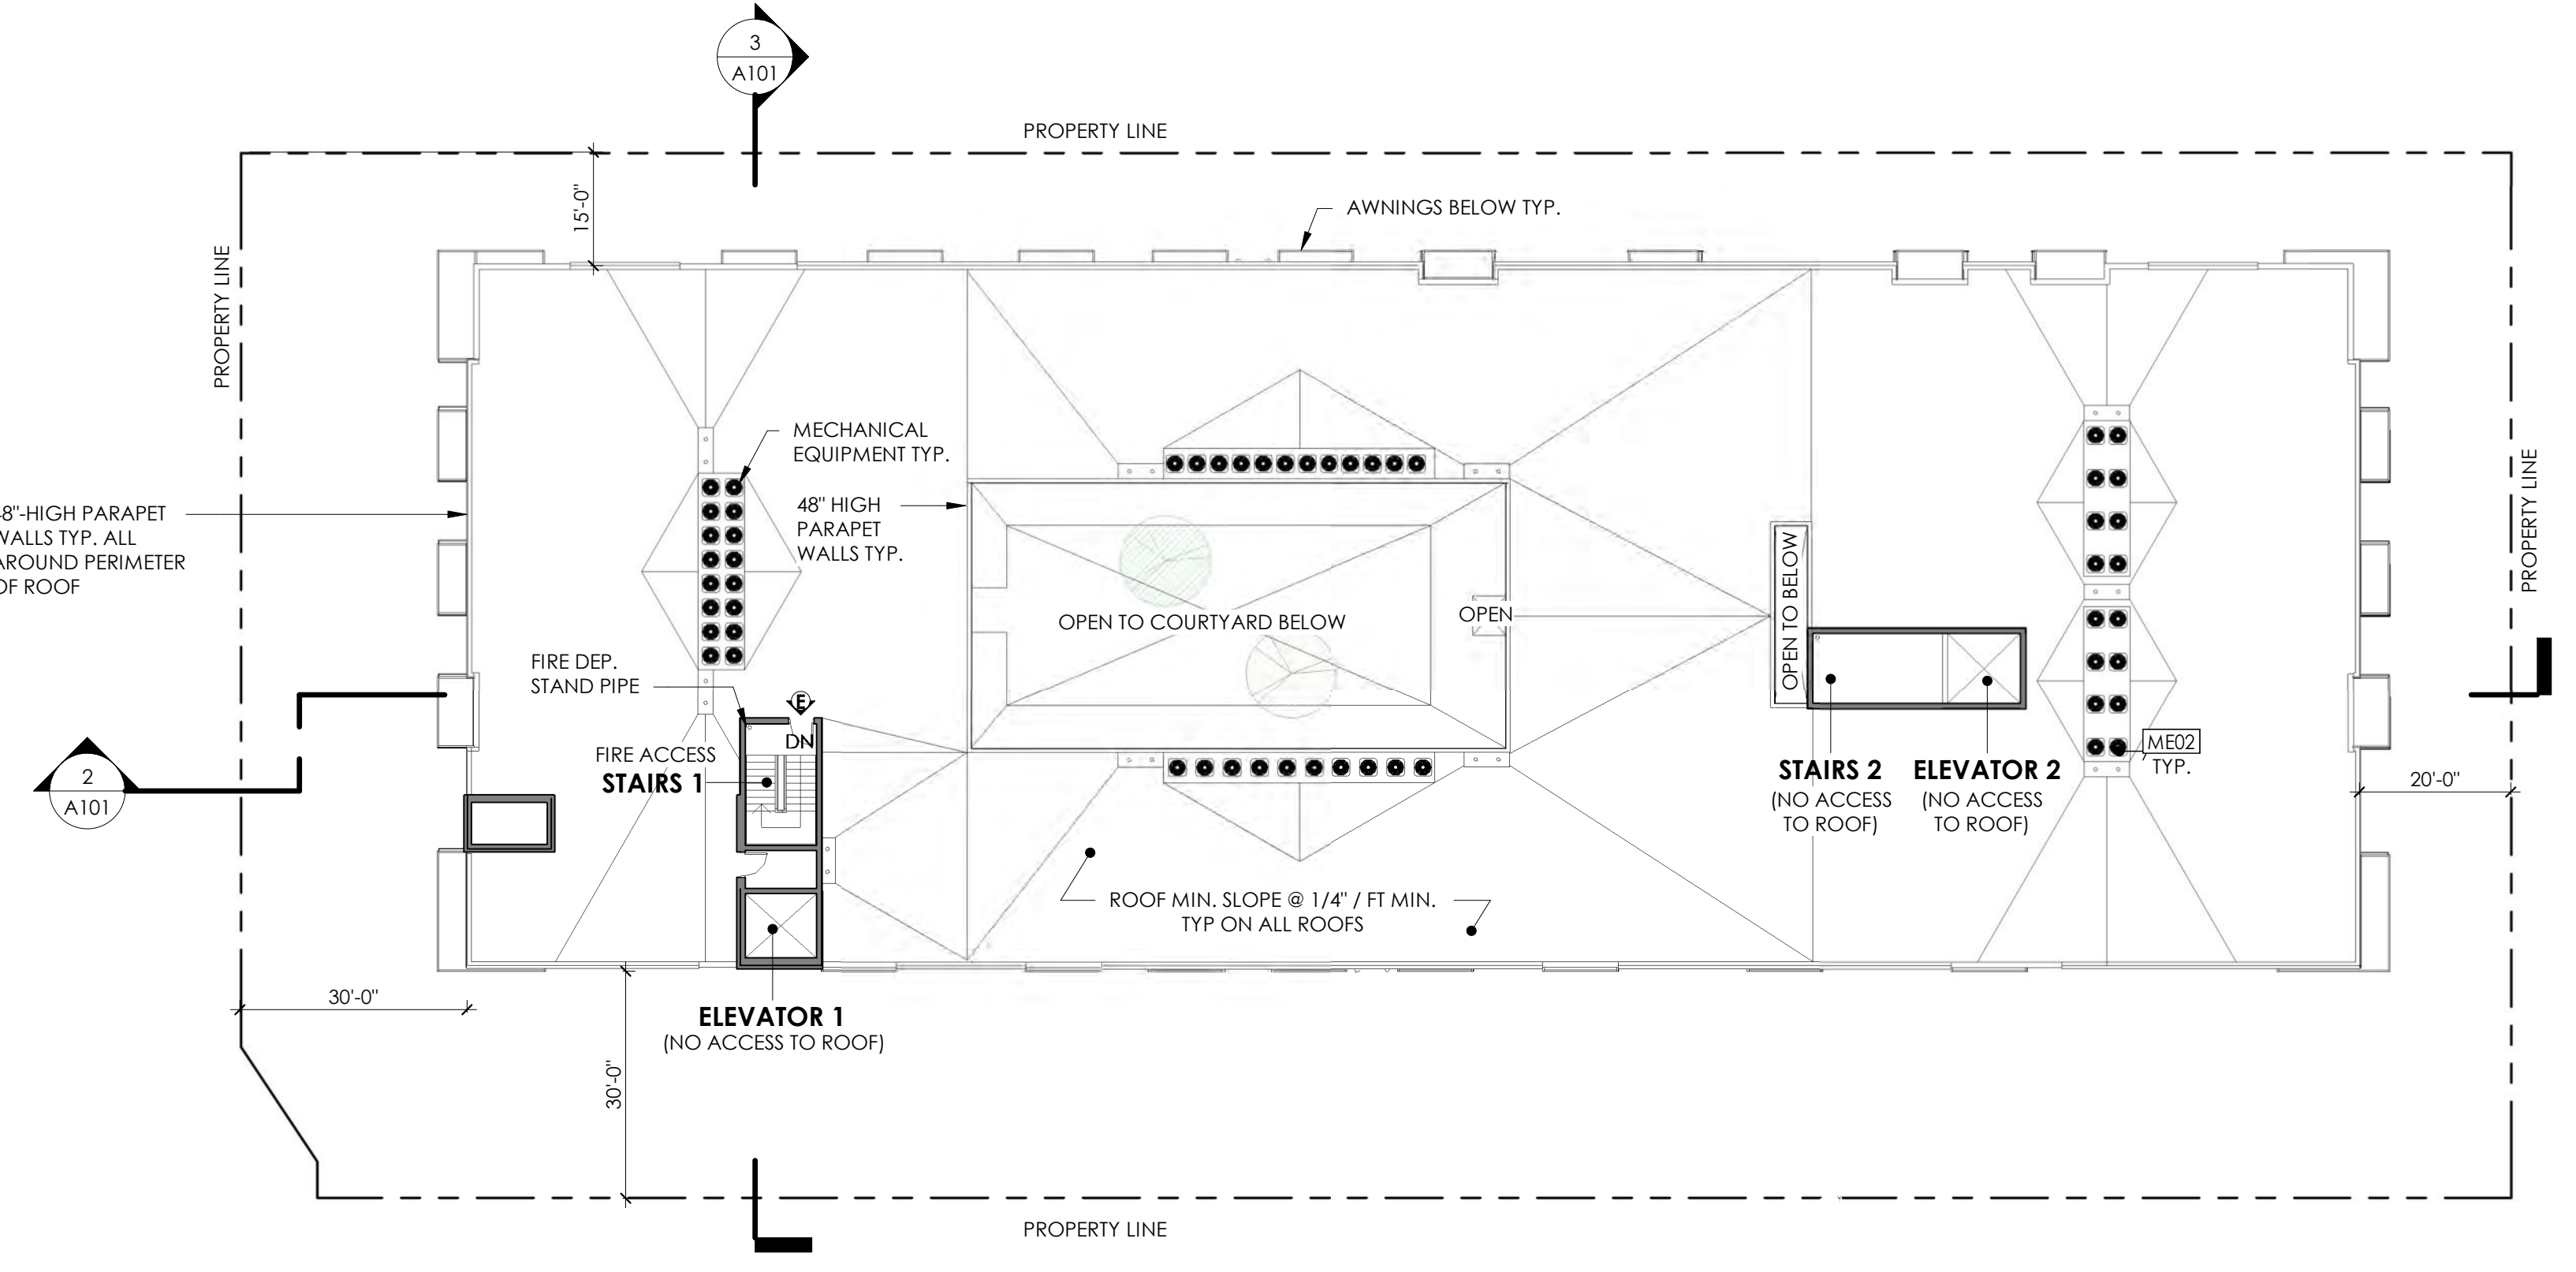 3
A101
PROPERTY LINE
15'-0"
AWNINGS BELOW TYP.
PROPERTY LINE
MECHANICAL
EQUIPMENT TYP.
48" HIGH
PARAPET
WALLS TYP.
8"-HIGH PARAPET
WALLS TYP. ALL
AROUND PERIMETER
OF ROOF
PROPERTY LINE
OPEN TO COURTYARD BELOW
OPEN
OPEN TO BELOW
FIRE DEP.
STAND PIPE
E
DN
FIRE ACCESS
STAIRS 1
2
A101
ME02
TYP.
STAIRS 2
(NO ACCESS
TO ROOF)
ELEVATOR 2
(NO ACCESS
TO ROOF)
20'-0"
ROOF MIN. SLOPE @ 1/4" / FT MIN.
TYP ON ALL ROOFS
30'-0"
ELEVATOR 1
(NO ACCESS TO ROOF)
30'-0"
PROPERTY LINE